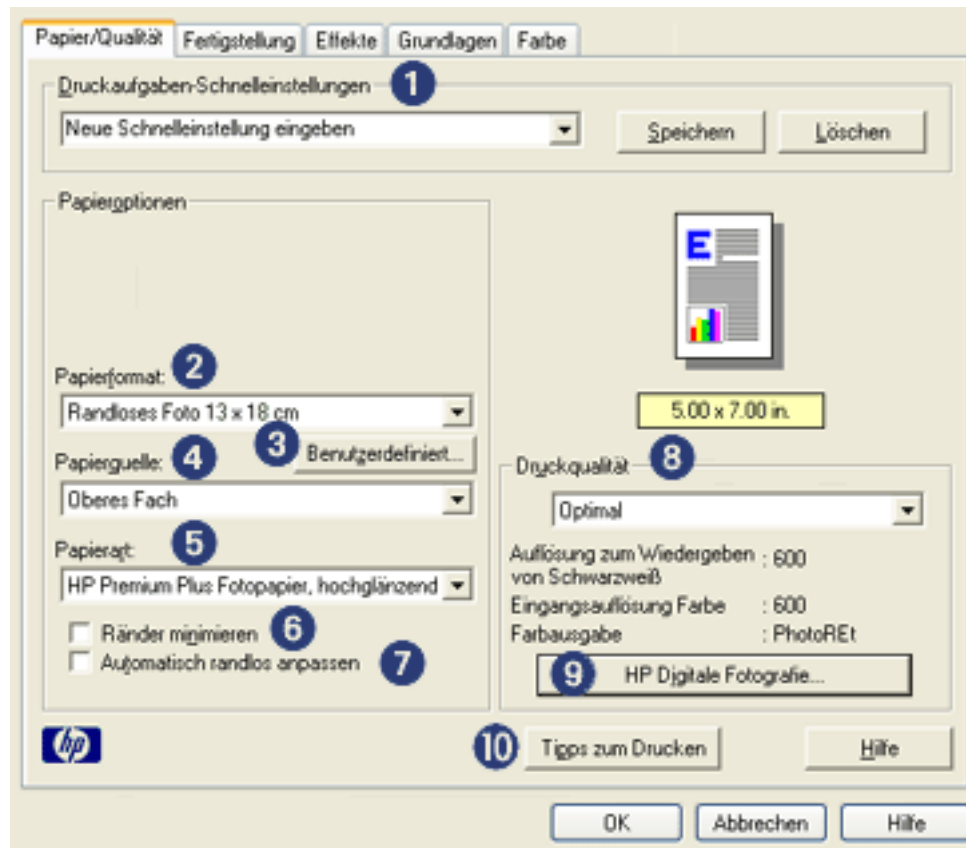 Papier/Qualität Fertigstellung Effekte Grundlagen Farbe
Druckaufgaben-Schnelleinstellungen 1
Neue Schnelleinstellung eingeben Speichern Löschen
Papieroptionen
E
Papierformat: 2
Randloses Foto 13 x 18 cm
5.00 x 7.00 in.
3 Benutzerdefiniert...
Papierquelle: 4
Oberes Fach
Papierart: 5
HP Premium Plus Fotopapier, hochglänzend
Ränder minimieren 6
Automatisch randlos anpassen 7
Druckqualität 8
Optimal
Auflösung zum Wiedergeben von Schwarzweiß : 600
Eingangsauflösung Farbe : 600
Farbausgabe : PhotoREt
9 HP Digitale Fotografie...
hp
10 Tipps zum Drucken Hilfe
OK Abbrechen Hilfe